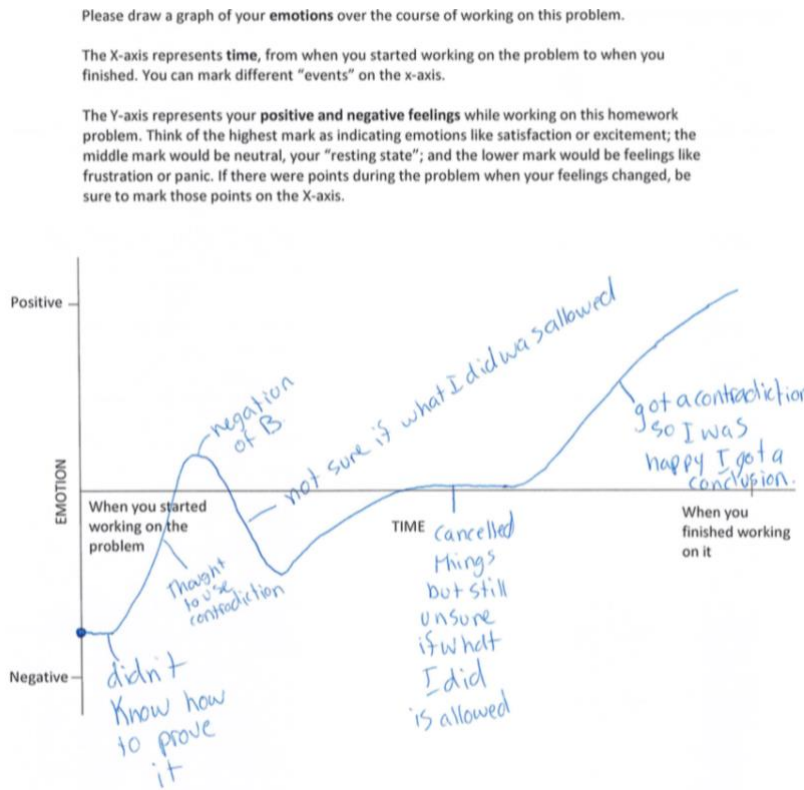 Please draw a graph of your emotions over the course of working on this problem.
The X-axis represents time, from when you started working on the problem to when you
finished. You can mark different "events" on the x-axis.
The Y-axis represents your positive and negative feelings while working on this homework
problem. Think of the highest mark as indicating emotions like satisfaction or excitement; the
middle mark would be neutral, your "resting state"; and the lower mark would be feelings like
frustration or panic. If there were points during the problem when your feelings changed, be
sure to mark those points on the X-axis.
Positive
not sure if what I did was allowed
negation
of B
got a contradiction
so I was
happy I got a
conclusion.
EMOTION
When you started
working on the
problem
TIME
When you
finished working
on it
Thought
to use
contradiction
cancelled
things
but still
unsure
if what
I did
is allowed
Negative
didn't
know how
to prove
it